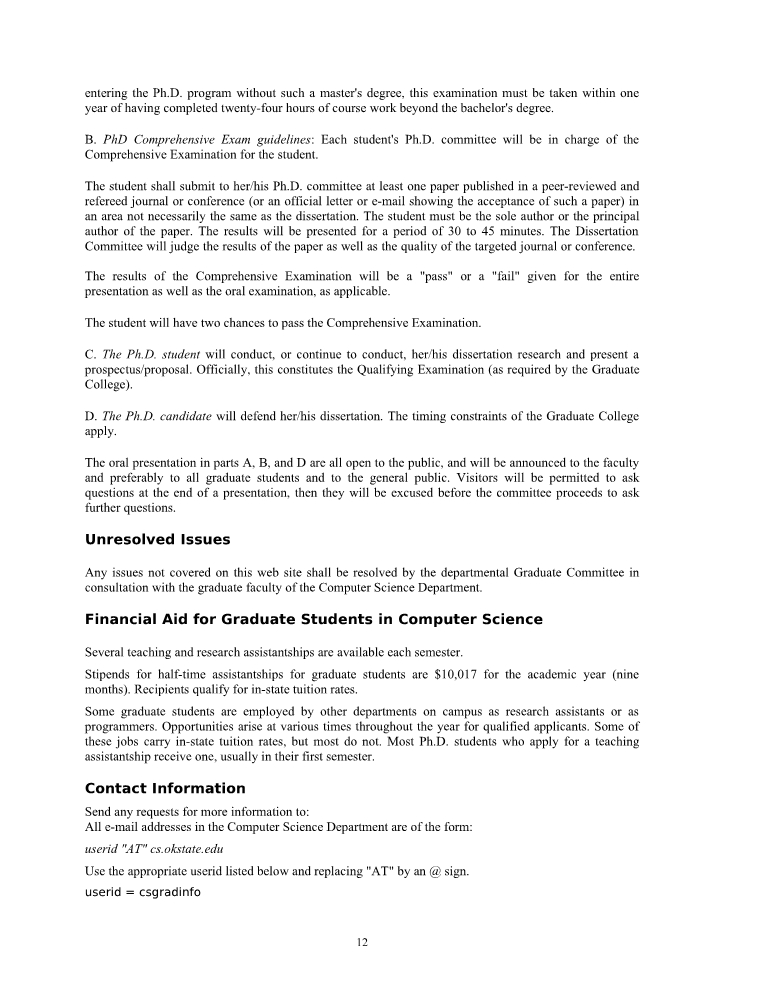 entering the Ph.D. program without such a master's degree, this examination must be taken within one
year of having completed twenty-four hours of course work beyond the bachelor's degree.
B. PhD Comprehensive Exam guidelines: Each student's Ph.D. committee will be in charge of the
Comprehensive Examination for the student.
The student shall submit to her/his Ph.D. committee at least one paper published in a peer-reviewed and
refereed journal or conference (or an official letter or e-mail showing the acceptance of such a paper) in
an area not necessarily the same as the dissertation. The student must be the sole author or the principal
author of the paper. The results will be presented for a period of 30 to 45 minutes. The Dissertation
Committee will judge the results of the paper as well as the quality of the targeted journal or conference.
The results of the Comprehensive Examination will be a "pass" or a "fail" given for the entire
presentation as well as the oral examination, as applicable.
The student will have two chances to pass the Comprehensive Examination.
C. The Ph.D. student will conduct, or continue to conduct, her/his dissertation research and present a
prospectus/proposal. Officially, this constitutes the Qualifying Examination (as required by the Graduate
College).
D. The Ph.D. candidate will defend her/his dissertation. The timing constraints of the Graduate College
apply.
The oral presentation in parts A, B, and D are all open to the public, and will be announced to the faculty
and preferably to all graduate students and to the general public. Visitors will be permitted to ask
questions at the end of a presentation, then they will be excused before the committee proceeds to ask
further questions.
Unresolved Issues
Any issues not covered on this web site shall be resolved by the departmental Graduate Committee in
consultation with the graduate faculty of the Computer Science Department.
Financial Aid for Graduate Students in Computer Science
Several teaching and research assistantships are available each semester.
Stipends for half-time assistantships for graduate students are $10,017 for the academic year (nine
months). Recipients qualify for in-state tuition rates.
Some graduate students are employed by other departments on campus as research assistants or as
programmers. Opportunities arise at various times throughout the year for qualified applicants. Some of
these jobs carry in-state tuition rates, but most do not. Most Ph.D. students who apply for a teaching
assistantship receive one, usually in their first semester.
Contact Information
Send any requests for more information to:
All e-mail addresses in the Computer Science Department are of the form:
userid "AT" cs.okstate.edu
Use the appropriate userid listed below and replacing "AT" by an @ sign.
userid = csgradinfo
12